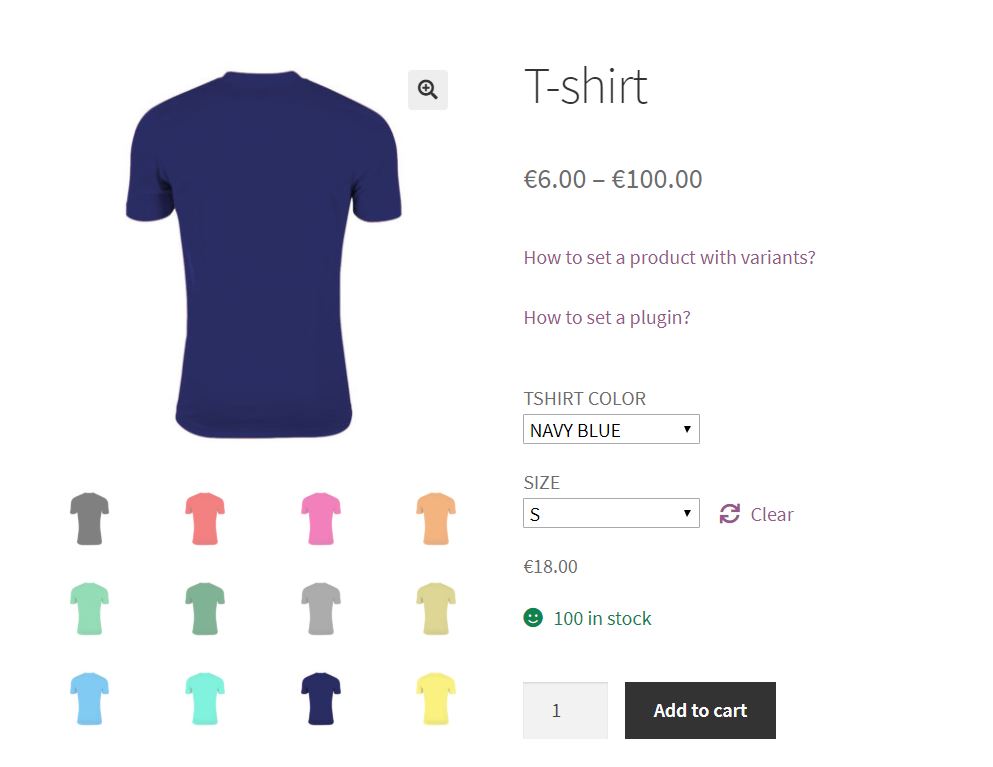 T-shirt
€6.00 – €100.00
How to set a product with variants?
How to set a plugin?
TSHIRT COLOR
NAVY BLUE
SIZE
S
Clear
€18.00
100 in stock
1
Add to cart